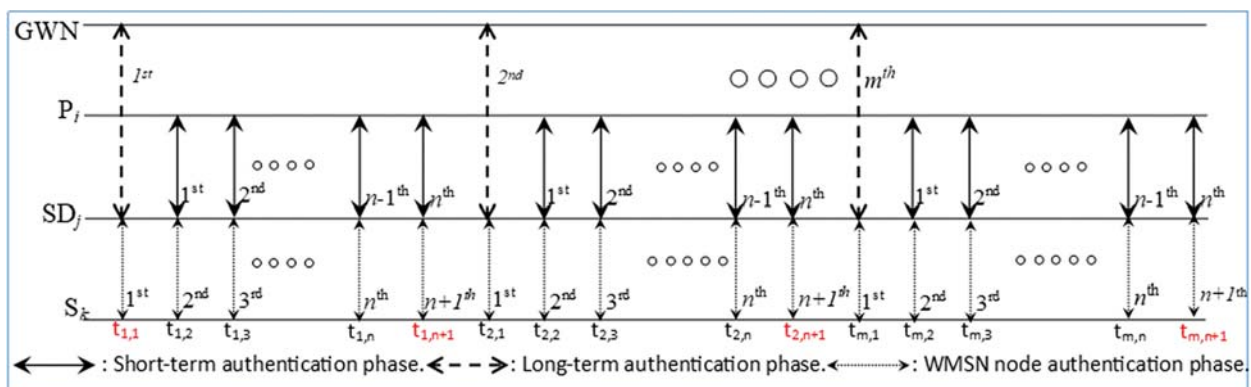 GWN
1st 2nd mth
Pi
1st 2nd n-1th nth 1st 2nd n-1th nth 1st 2nd n-1th nth
SDj
1st 2nd 3rd nth n+1th 1st 2nd 3rd nth n+1th 1st 2nd 3rd nth n+1th
Sk
t1,1 t1,2 t1,3 t1,n t1,n+1 t2,1 t2,2 t2,3 t2,n t2,n+1 tm,1 tm,2 tm,3 tm,n tm,n+1
: Short-term authentication phase. : Long-term authentication phase. : WMSN node authentication phase.